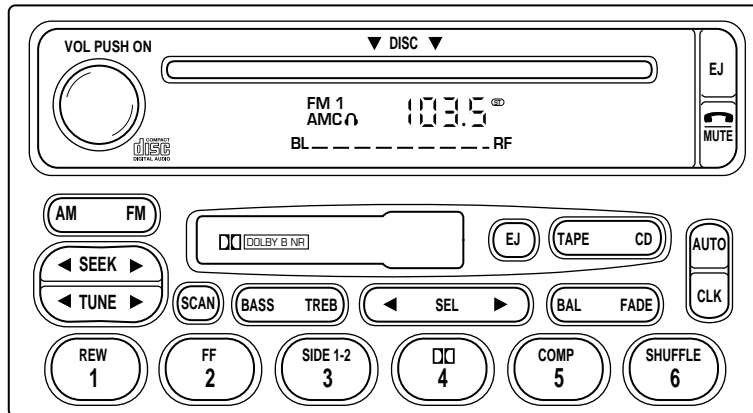 VOL PUSH ON
▼ DISC ▼
EJ
FM 1
103.5 ST
AMC
MUTE
COMPACT
disc
DIGITAL AUDIO
BL RF
AM FM
DOLBY B NR
EJ
TAPE CD
AUTO
◀ SEEK ▶
◀ TUNE ▶
SCAN
BASS TREB
◀ SEL ▶
BAL FADE
CLK
REW
1
FF
2
SIDE 1-2
3
4
COMP
5
SHUFFLE
6